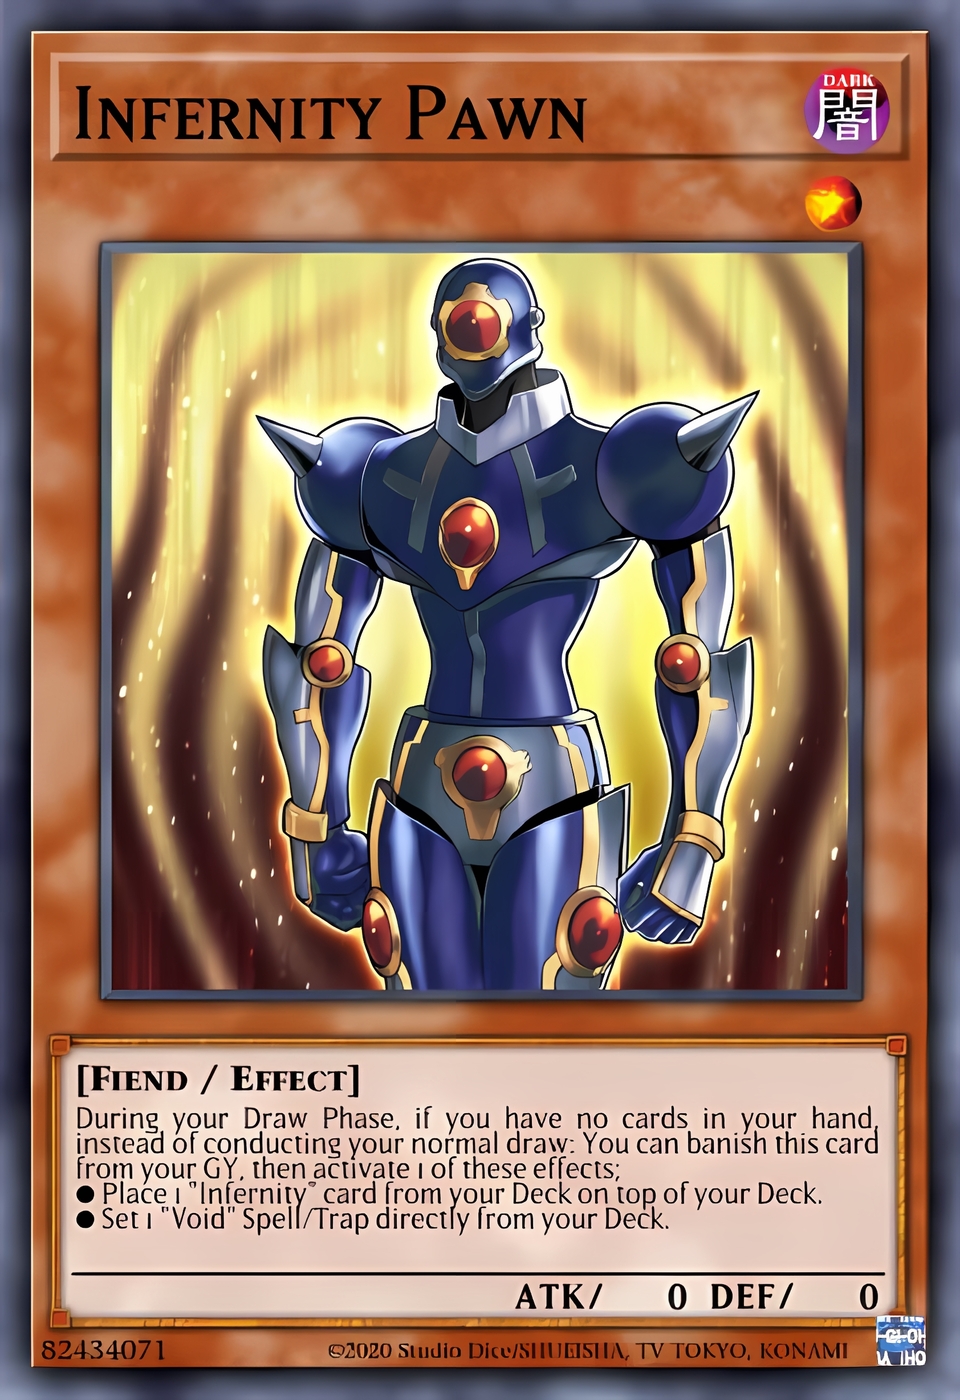 INFERNITY PAWN
DARK
闇
[FIEND / EFFECT]
During your Draw Phase, if you have no cards in your hand,
instead of conducting your normal draw: You can banish this card
from your GY, then activate 1 of these effects;
● Place 1 "Infernity" card from your Deck on top of your Deck.
● Set 1 "Void" Spell/Trap directly from your Deck.
ATK/ 0 DEF/ 0
82434071 ©2020 Studio Dice/SHUEISHA, TV TOKYO, KONAMI